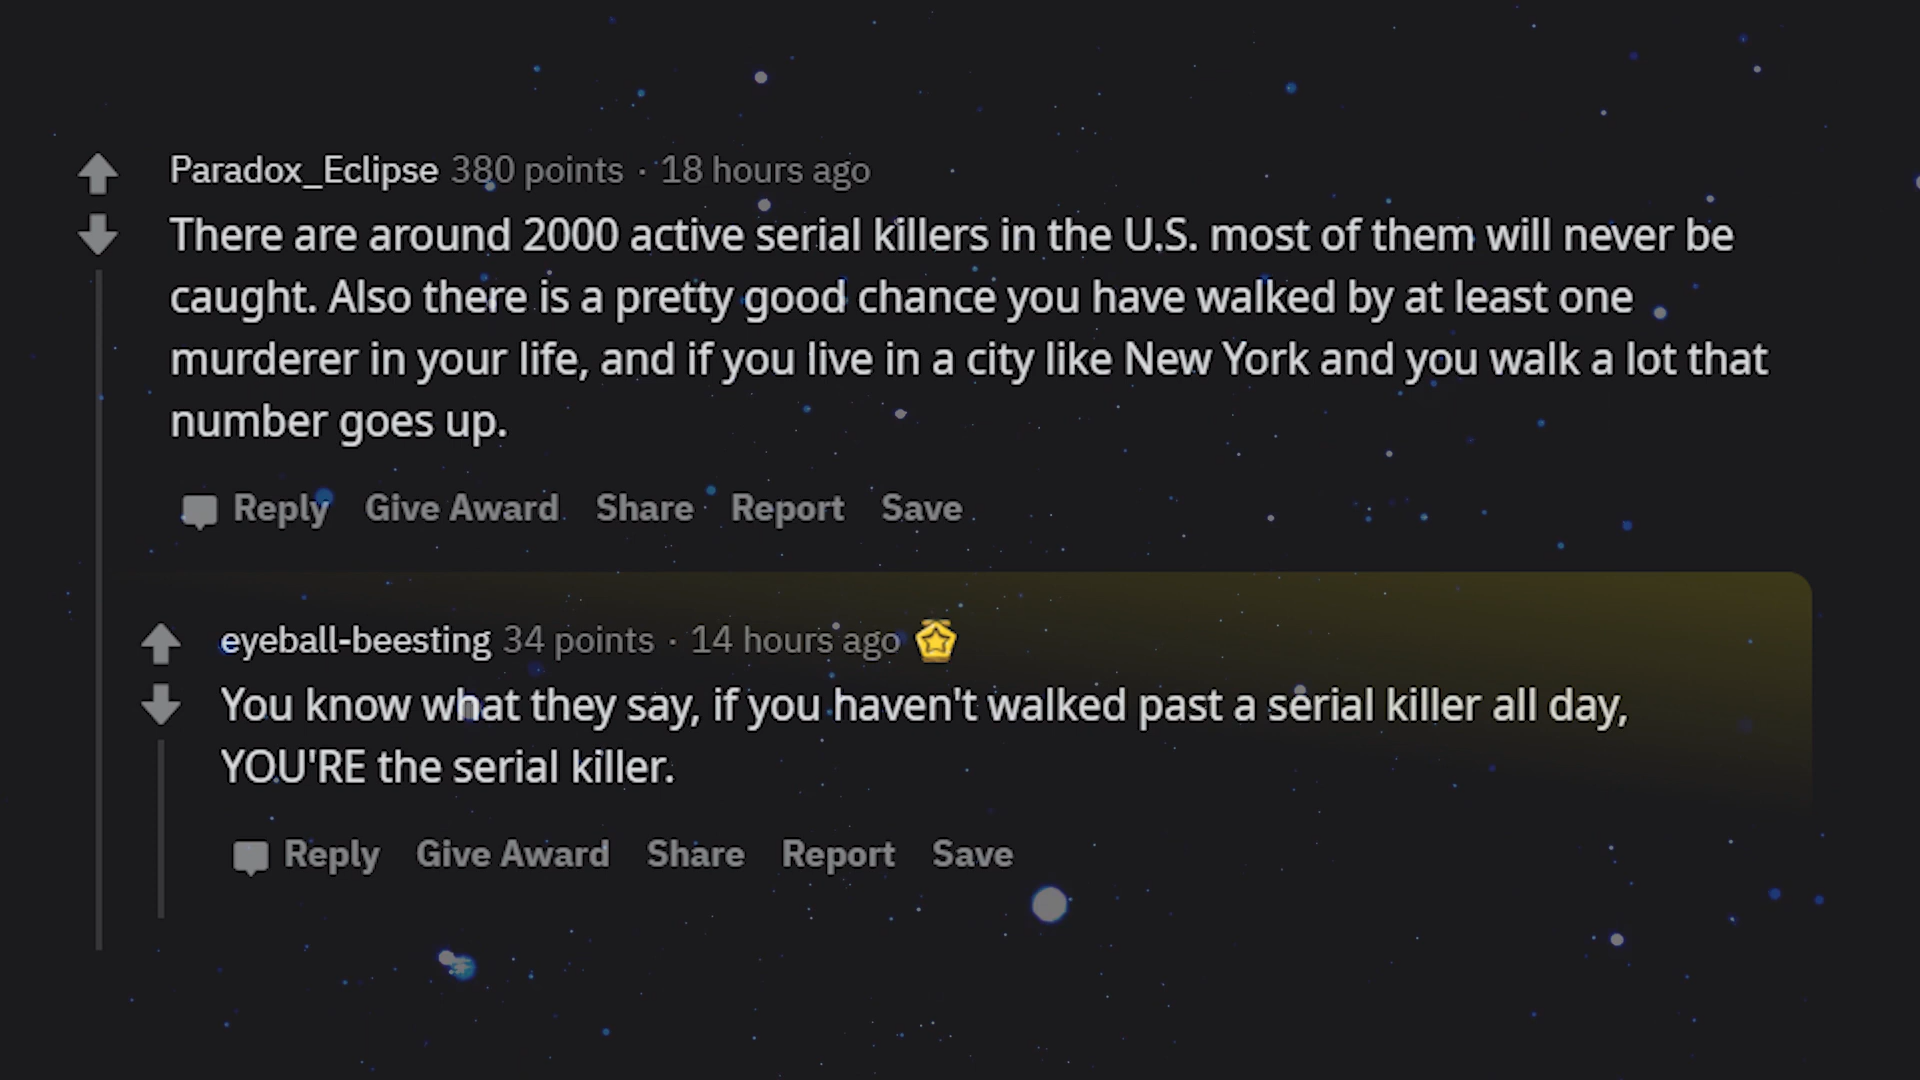 Paradox_Eclipse 380 points · 18 hours ago
There are around 2000 active serial killers in the U.S. most of them will never be
caught. Also there is a pretty good chance you have walked by at least one
murderer in your life, and if you live in a city like New York and you walk a lot that
number goes up.
Reply Give Award Share Report Save
eyeball-beesting 34 points · 14 hours ago
You know what they say, if you haven't walked past a serial killer all day,
YOU'RE the serial killer.
Reply Give Award Share Report Save